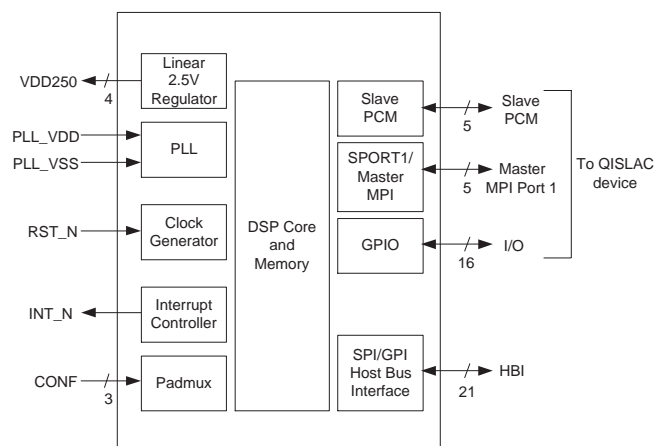 VDD250
4
Linear
2.5V
Regulator
PLL_VDD
PLL_VSS
PLL
RST_N
Clock
Generator
INT_N
Interrupt
Controller
CONF
3
Padmux
DSP Core
and
Memory
Slave
PCM
5
Slave
PCM
SPORT1/
Master
MPI
5
Master
MPI Port 1
GPIO
16
I/O
To QISLAC
device
SPI/GPI
Host Bus
Interface
21
HBI